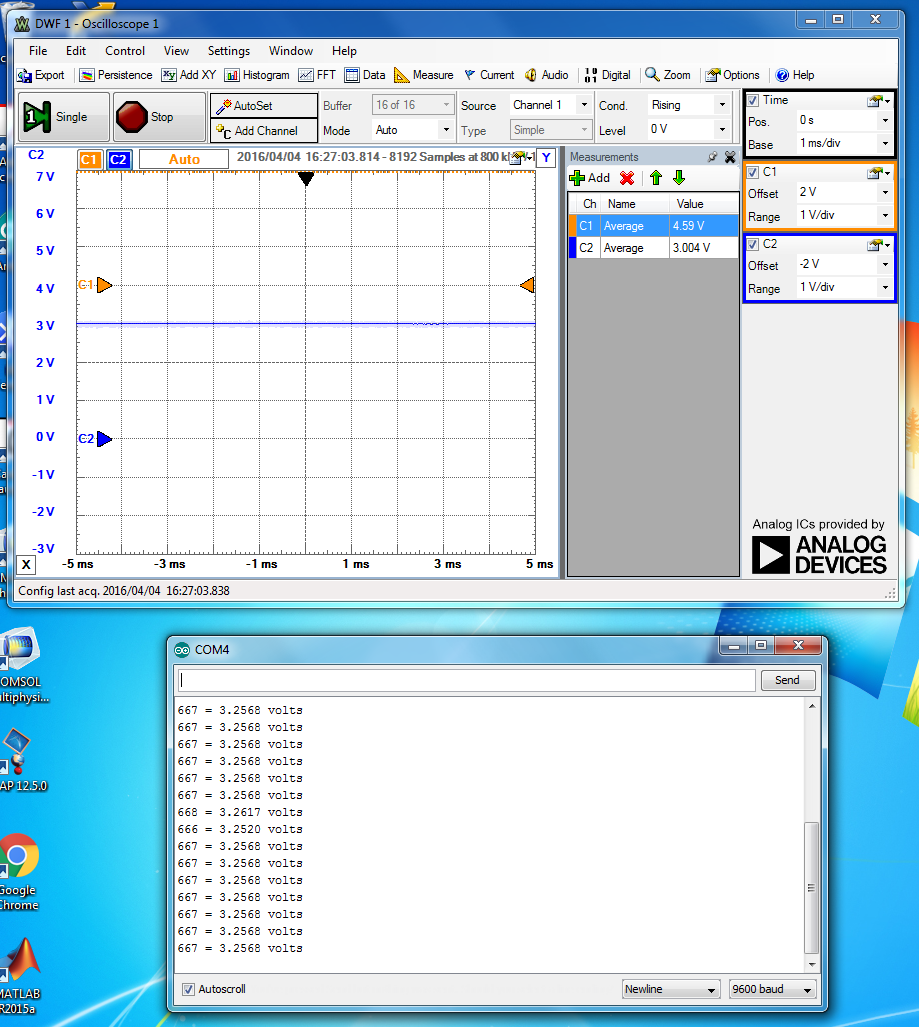 DWF 1 - Oscilloscope 1
File Edit Control View Settings Window Help
Export Persistence Add XY Histogram FFT Data Measure Current Audio Digital Zoom Options Help
Single Stop AutoSet Buffer 16 of 16 Source Channel 1 Cond. Rising
Add Channel Mode Auto Type Simple Level 0 V
Time
Pos. 0 s
Base 1 ms/div
C1
Offset 2 V
Range 1 V/div
C2
Offset -2 V
Range 1 V/div
C2 C1 C2 Auto 2016/04/04 16:27:03.814 - 8192 Samples at 800 Y
7 V
6 V
5 V
4 V
3 V
2 V
1 V
0 V
-1 V
-2 V
-3 V
C1
C2
X -5 ms -3 ms -1 ms 1 ms 3 ms 5 ms
Measurements
Add
Ch Name Value
C1 Average 4.59 V
C2 Average 3.004 V
Analog ICs provided by
ANALOG
DEVICES
Config last acq. 2016/04/04 16:27:03.838
COM4
Send
667 = 3.2568 volts
667 = 3.2568 volts
667 = 3.2568 volts
667 = 3.2568 volts
667 = 3.2568 volts
667 = 3.2568 volts
668 = 3.2617 volts
666 = 3.2520 volts
667 = 3.2568 volts
667 = 3.2568 volts
667 = 3.2568 volts
667 = 3.2568 volts
667 = 3.2568 volts
667 = 3.2568 volts
667 = 3.2568 volts
Autoscroll Newline 9600 baud
OMSOL
ltiphysi...
AP 12.5.0
Google
Chrome
MATLAB
R2015a